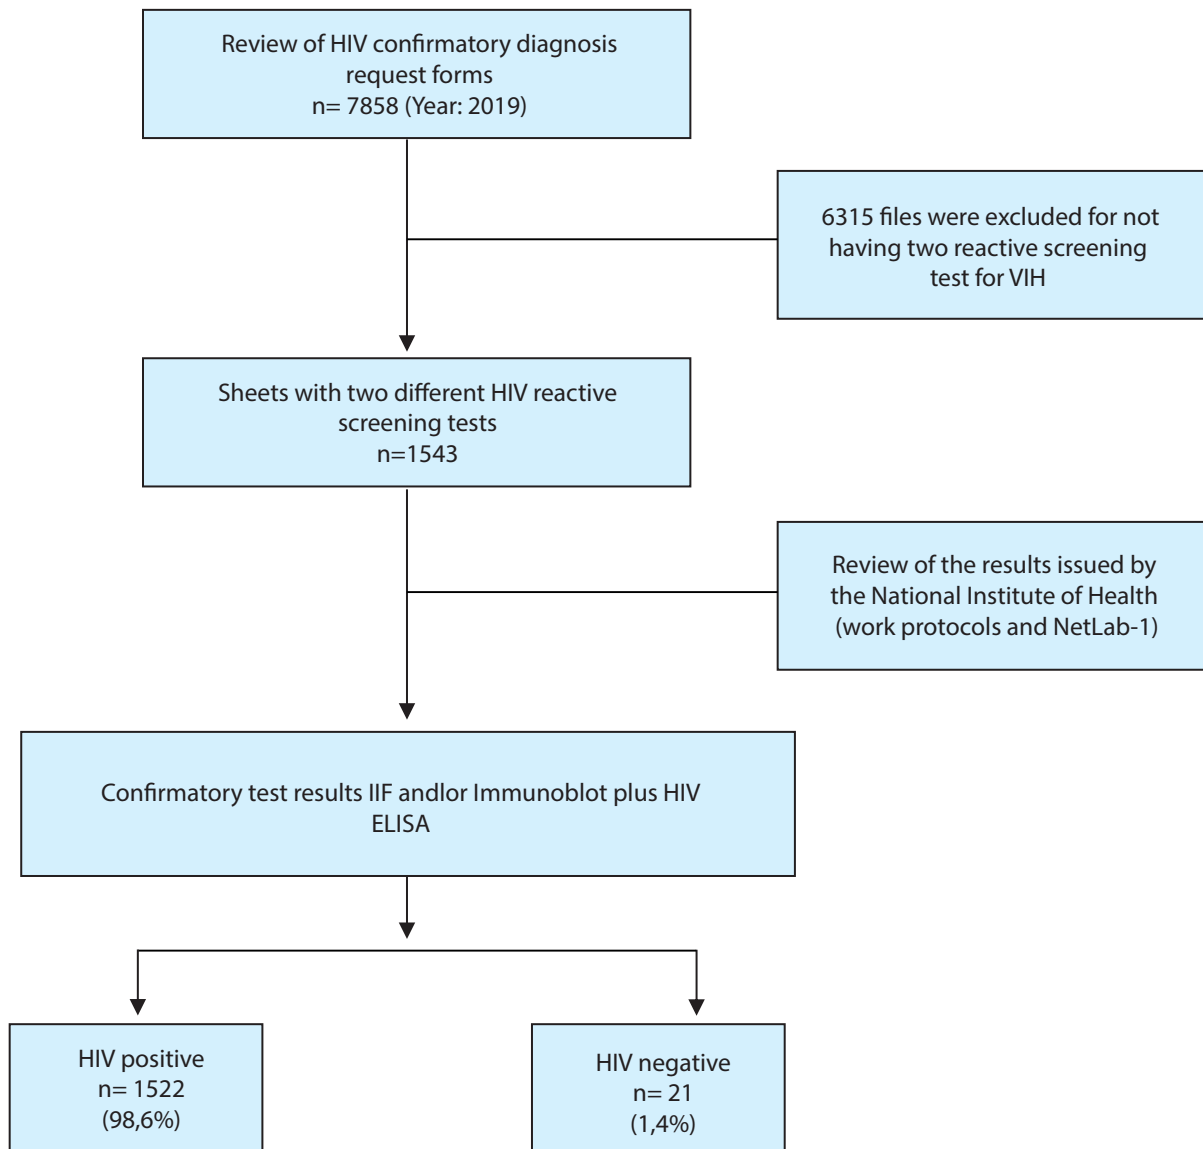 Review of HIV confirmatory diagnosis
request forms
n= 7858 (Year: 2019)
6315 files were excluded for not
having two reactive screening
test for VIH
Sheets with two different HIV reactive
screening tests
n=1543
Review of the results issued by
the National Institute of Health
(work protocols and NetLab-1)
Confirmatory test results IIF andlor Immunoblot plus HIV
ELISA
HIV positive
n= 1522
(98,6%)
HIV negative
n= 21
(1,4%)